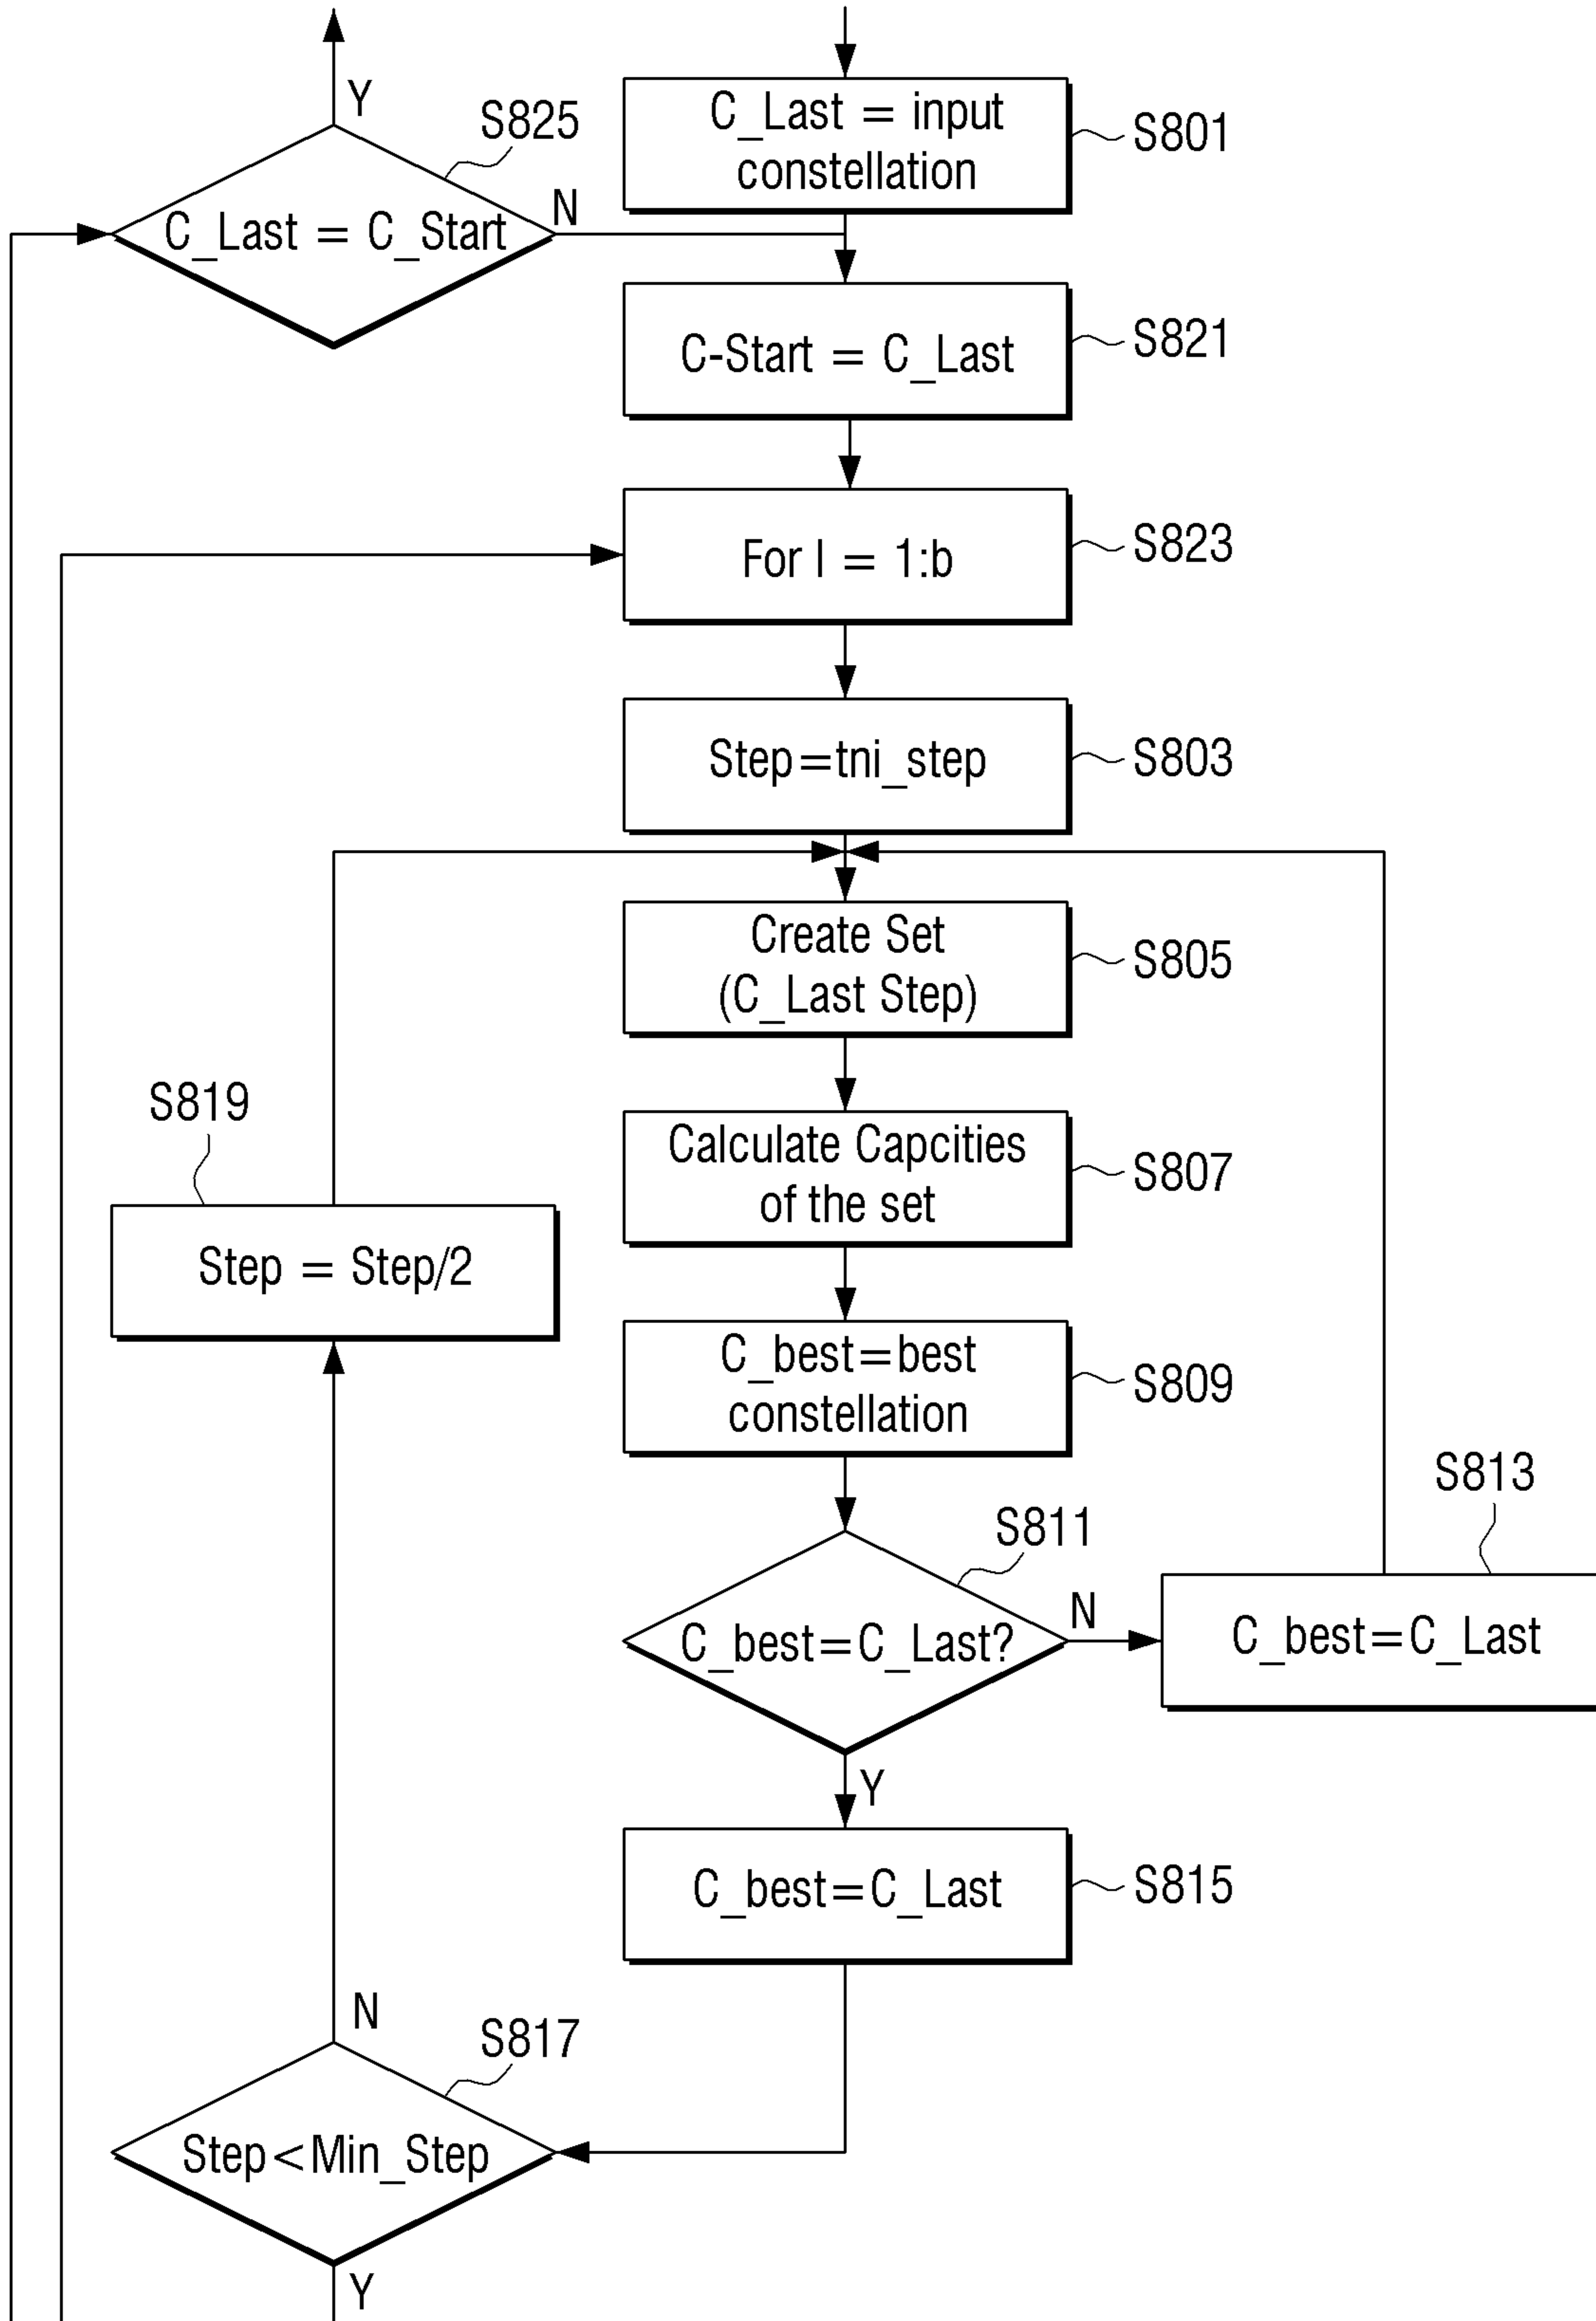 Y
S825
C_Last = C_Start
N
C_Last = input
constellation
S801
C-Start = C_Last
S821
For I = 1:b
S823
Step=tni_step
S803
Create Set
(C_Last Step)
S805
Calculate Capcities
of the set
S807
S819
Step = Step/2
C_best=best
constellation
S809
S811
C_best=C_Last?
N
S813
C_best=C_Last
Y
C_best=C_Last
S815
N
S817
Step<Min_Step
Y